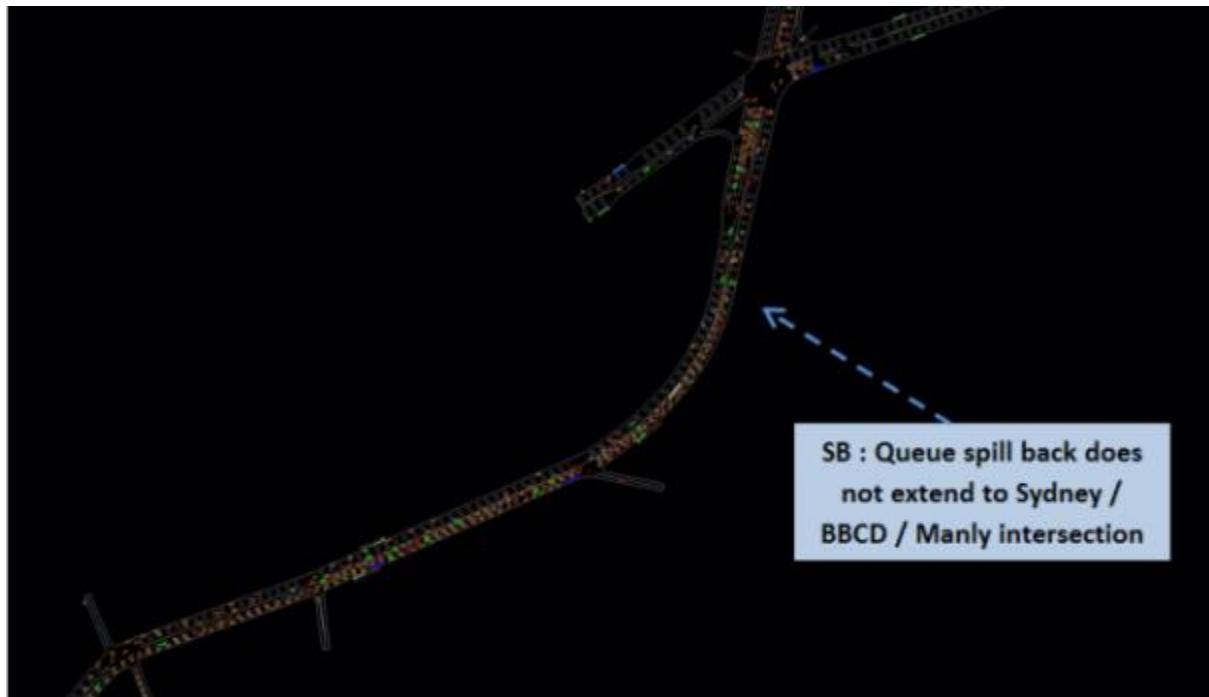 SB : Queue spill back does
not extend to Sydney /
BBCD / Manly intersection